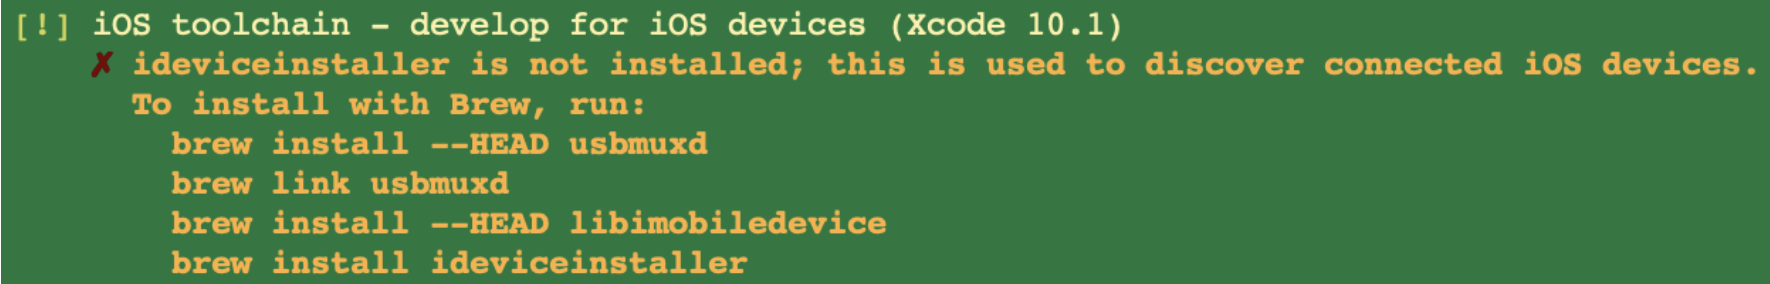 [!] iOS toolchain - develop for iOS devices (Xcode 10.1)
✗ ideviceinstaller is not installed; this is used to discover connected iOS devices.
To install with Brew, run:
brew install --HEAD usbmuxd
brew link usbmuxd
brew install --HEAD libimobiledevice
brew install ideviceinstaller